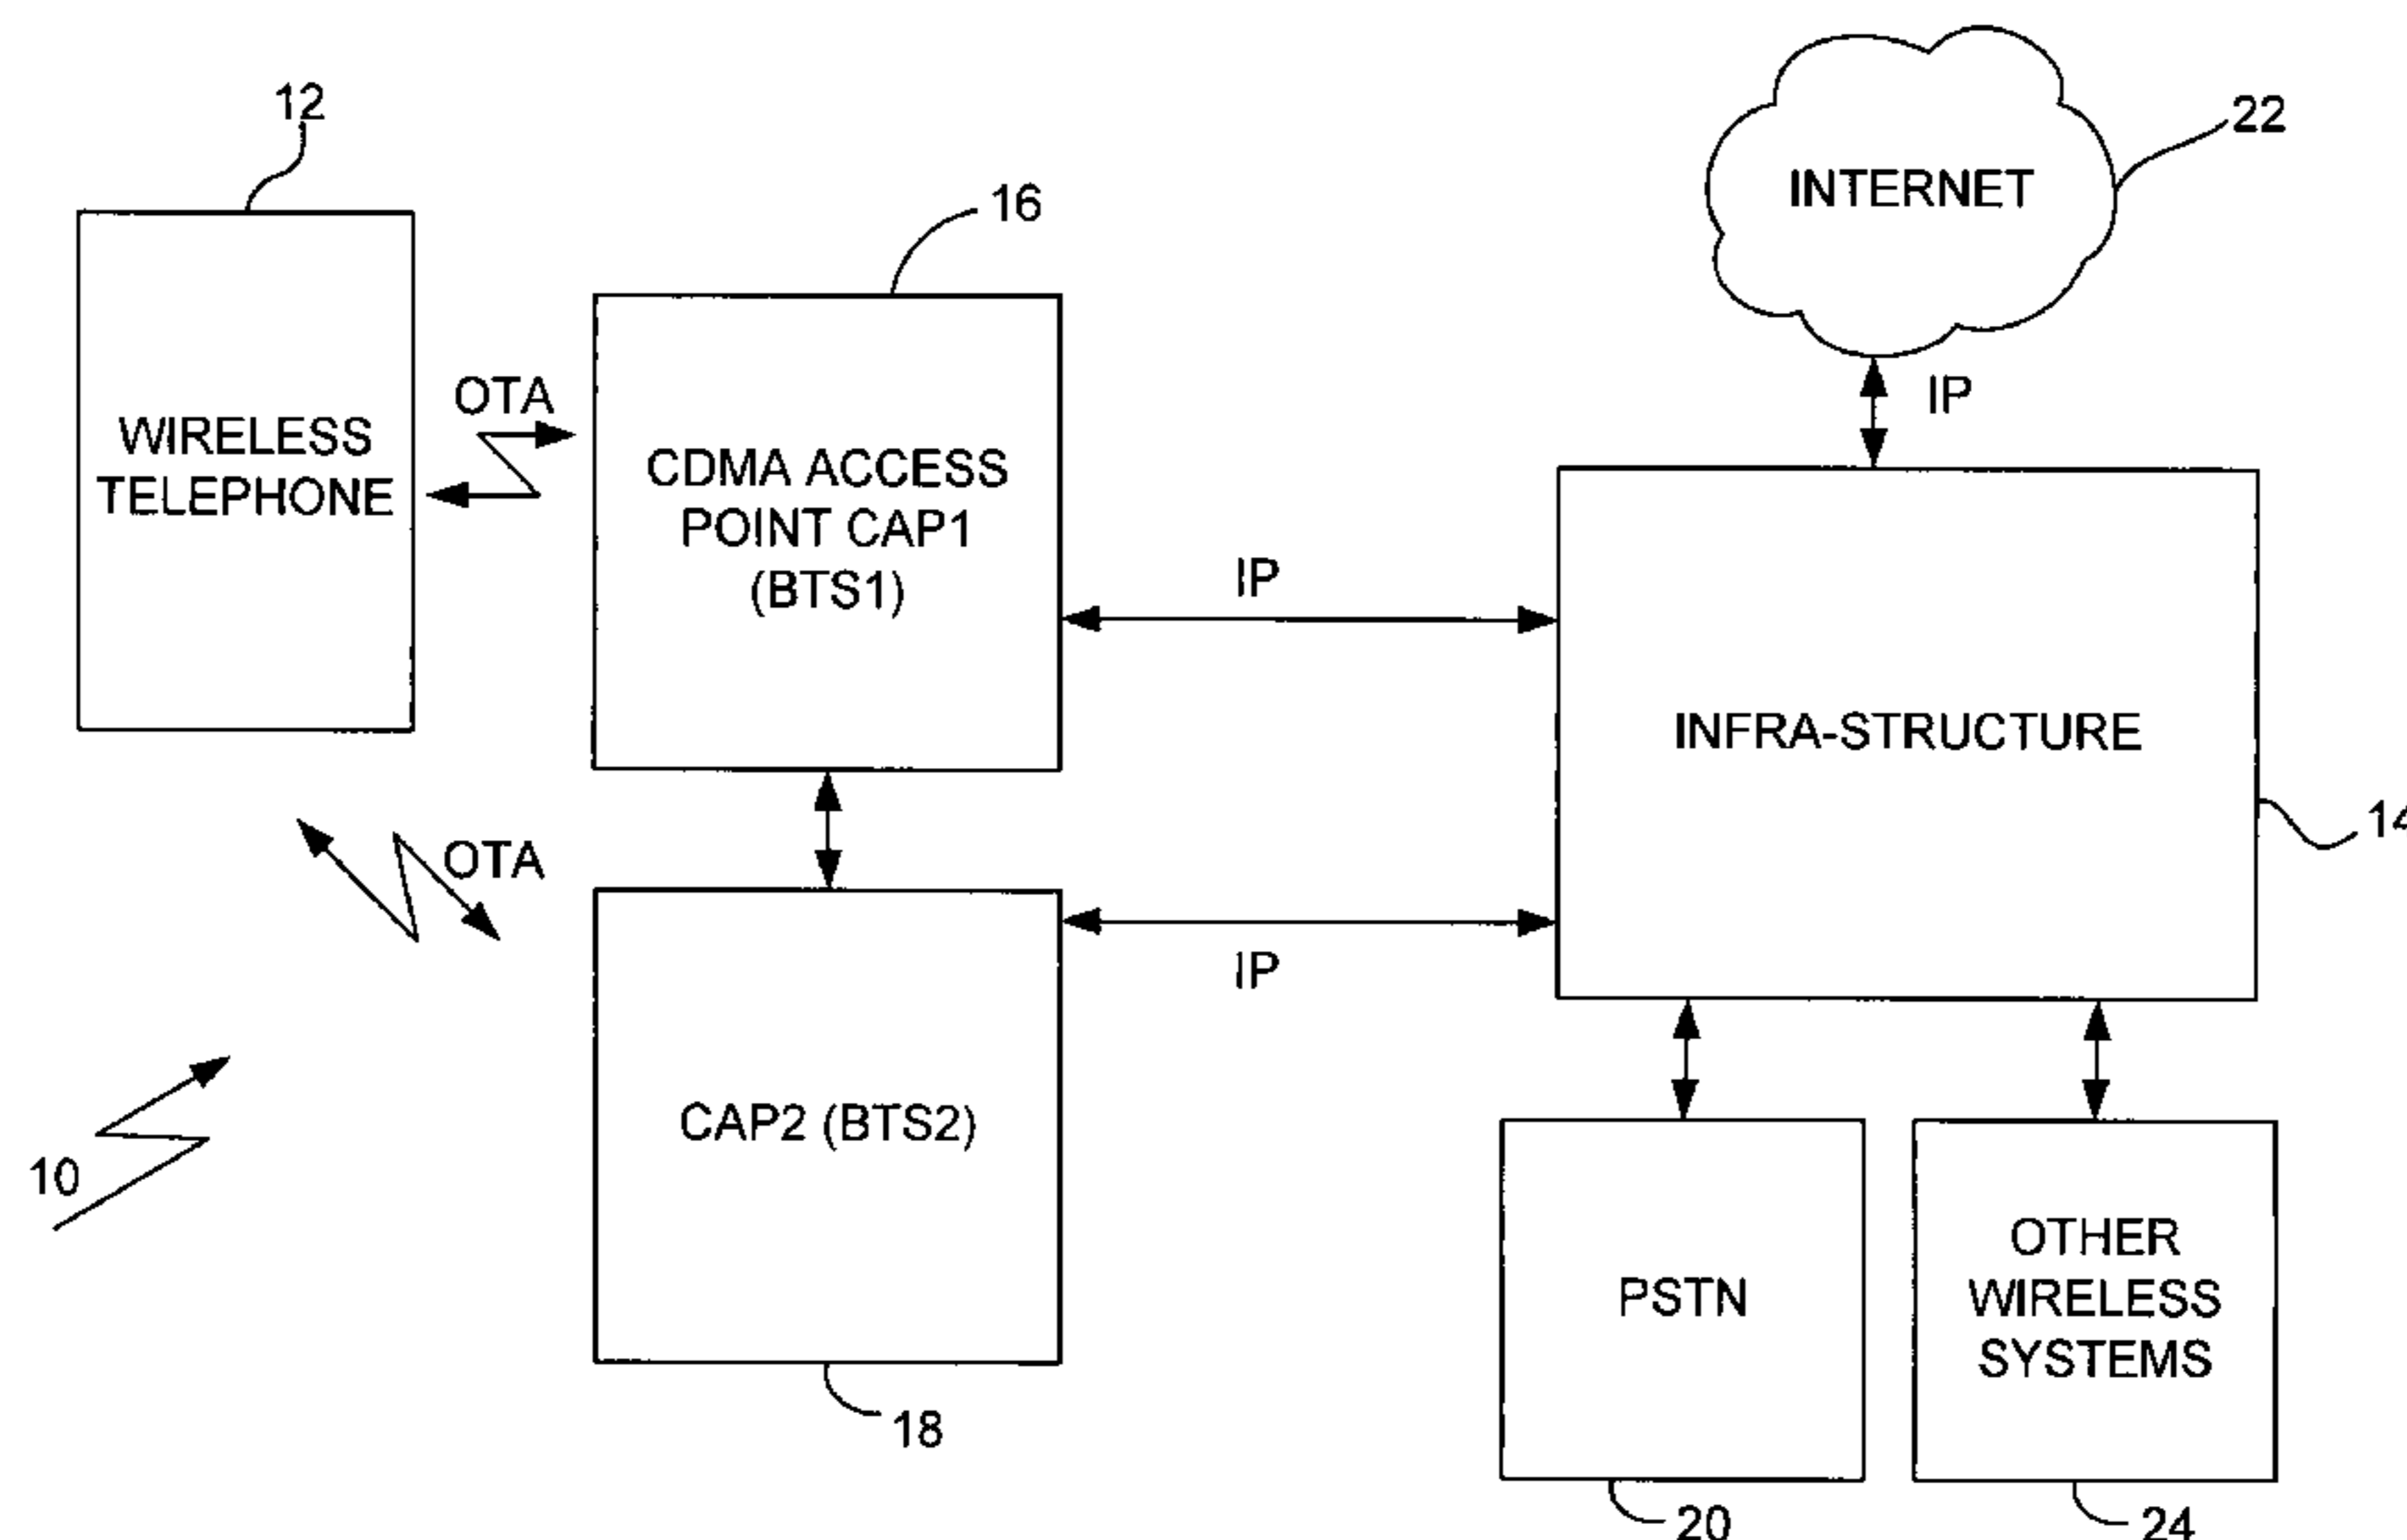 12
22
INTERNET
16
OTA
IP
WIRELESS
TELEPHONE
CDMA ACCESS
POINT CAP1
(BTS1)
IP
INFRA-STRUCTURE
14
OTA
IP
CAP2 (BTS2)
10
OTHER
WIRELESS
SYSTEMS
PSTN
18
20
24